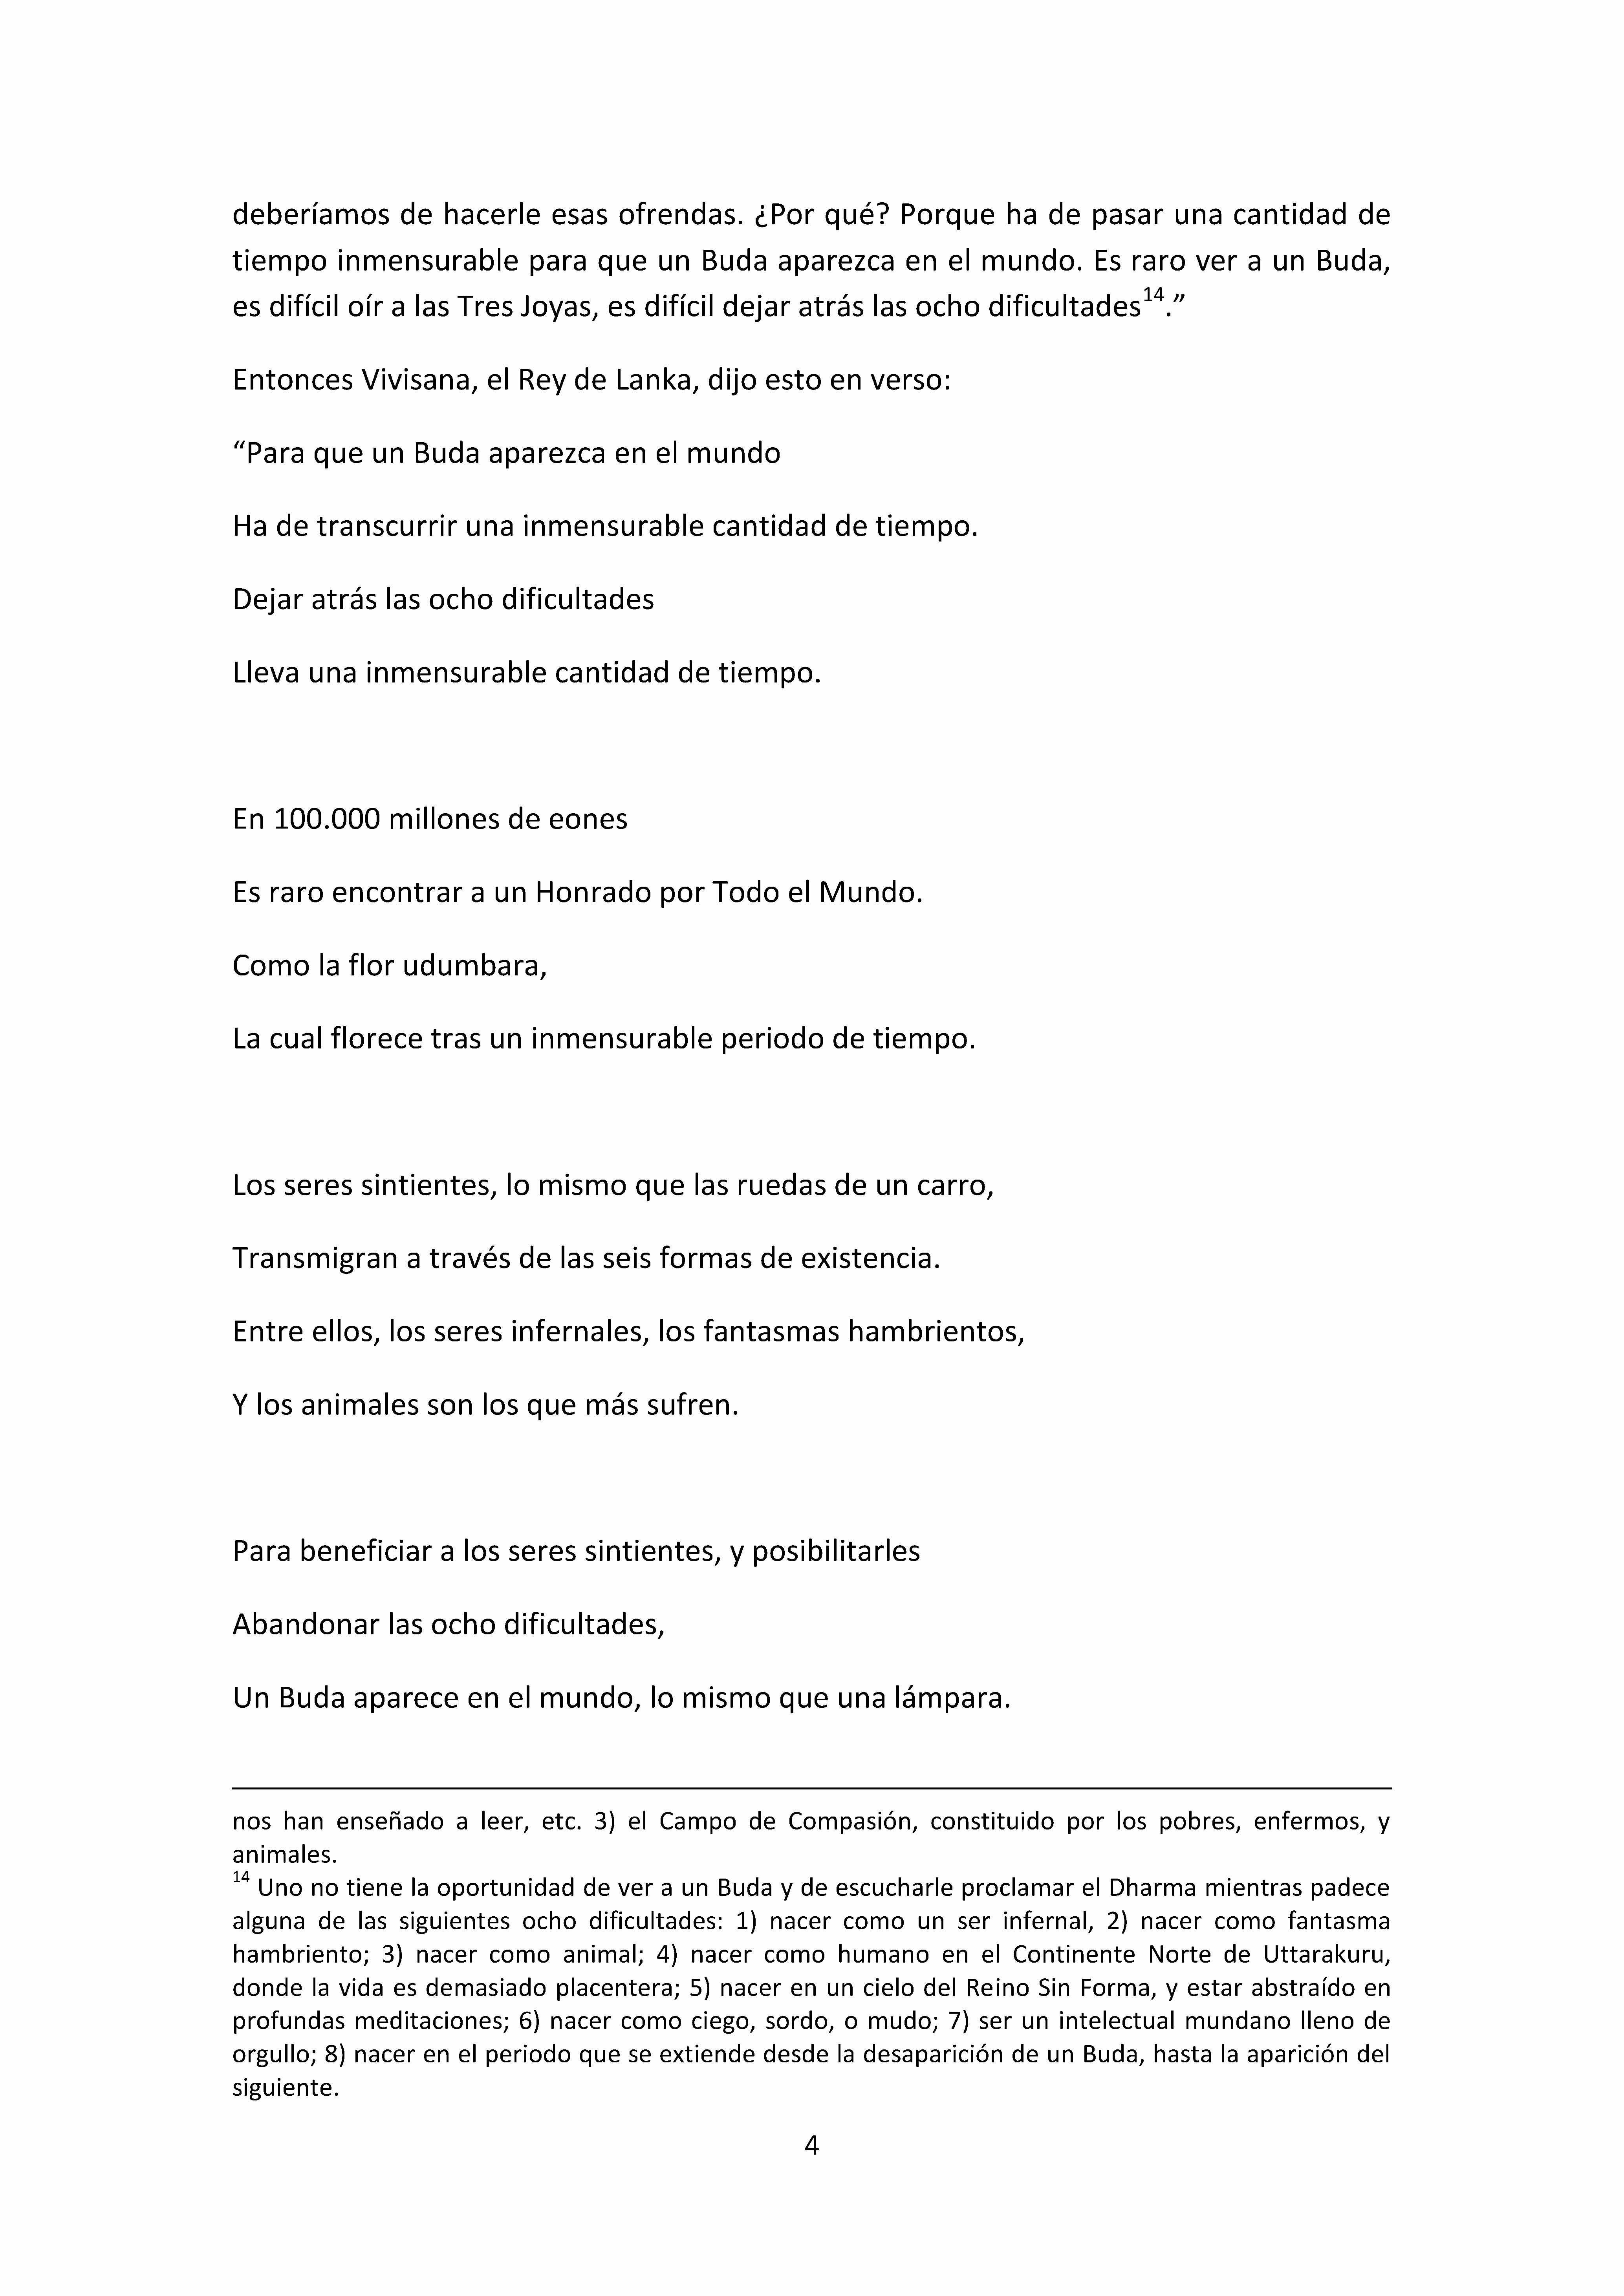 deberíamos de hacerle esas ofrendas. ¿Por qué? Porque ha de pasar una cantidad de
tiempo inmensurable para que un Buda aparezca en el mundo. Es raro ver a un Buda,
es difícil oír a las Tres Joyas, es difícil dejar atrás las ocho dificultades14.”
Entonces Vivisana, el Rey de Lanka, dijo esto en verso:
“Para que un Buda aparezca en el mundo
Ha de transcurrir una inmensurable cantidad de tiempo.
Dejar atrás las ocho dificultades
Lleva una inmensurable cantidad de tiempo.
En 100.000 millones de eones
Es raro encontrar a un Honrado por Todo el Mundo.
Como la flor udumbara,
La cual florece tras un inmensurable periodo de tiempo.
Los seres sintientes, lo mismo que las ruedas de un carro,
Transmigran a través de las seis formas de existencia.
Entre ellos, los seres infernales, los fantasmas hambrientos,
Y los animales son los que más sufren.
Para beneficiar a los seres sintientes, y posibilitarles
Abandonar las ocho dificultades,
Un Buda aparece en el mundo, lo mismo que una lámpara.
nos han enseñado a leer, etc. 3) el Campo de Compasión, constituido por los pobres, enfermos, y
animales.
14 Uno no tiene la oportunidad de ver a un Buda y de escucharle proclamar el Dharma mientras padece
alguna de las siguientes ocho dificultades: 1) nacer como un ser infernal, 2) nacer como fantasma
hambriento; 3) nacer como animal; 4) nacer como humano en el Continente Norte de Uttarakuru,
donde la vida es demasiado placentera; 5) nacer en un cielo del Reino Sin Forma, y estar abstraído en
profundas meditaciones; 6) nacer como ciego, sordo, o mudo; 7) ser un intelectual mundano lleno de
orgullo; 8) nacer en el periodo que se extiende desde la desaparición de un Buda, hasta la aparición del
siguiente.
4